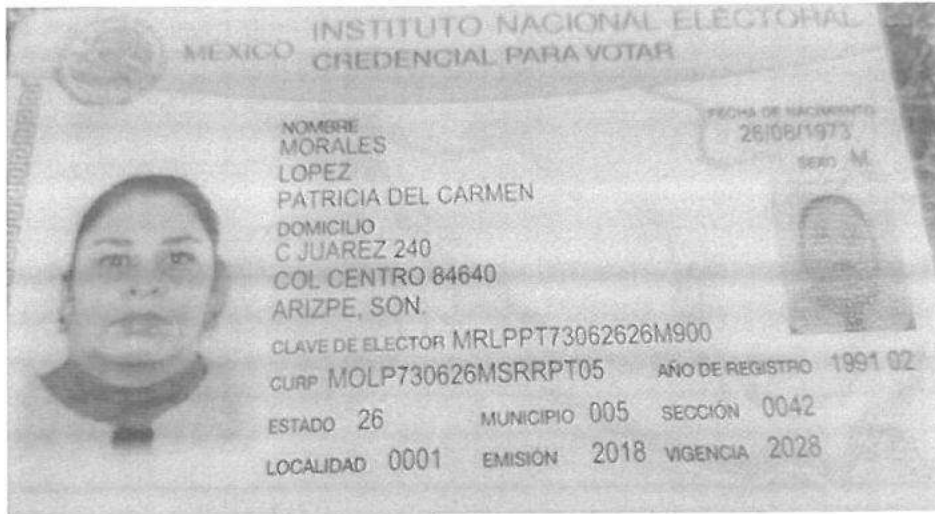 MEXICO
INSTITUTO NACIONAL ELECTORAL
CREDENCIAL PARA VOTAR
NOMBRE
MORALES
LOPEZ
PATRICIA DEL CARMEN
FECHA DE NACIMIENTO
26/06/1973
SEXO M
DOMICILIO
C JUAREZ 240
COL CENTRO 84640
ARIZPE, SON.
CLAVE DE ELECTOR MRLPPT73062626M900
CURP MOLP730626MSRRPT05 AÑO DE REGISTRO 1991 02
ESTADO 26 MUNICIPIO 005 SECCIÓN 0042
LOCALIDAD 0001 EMISIÓN 2018 VIGENCIA 2028